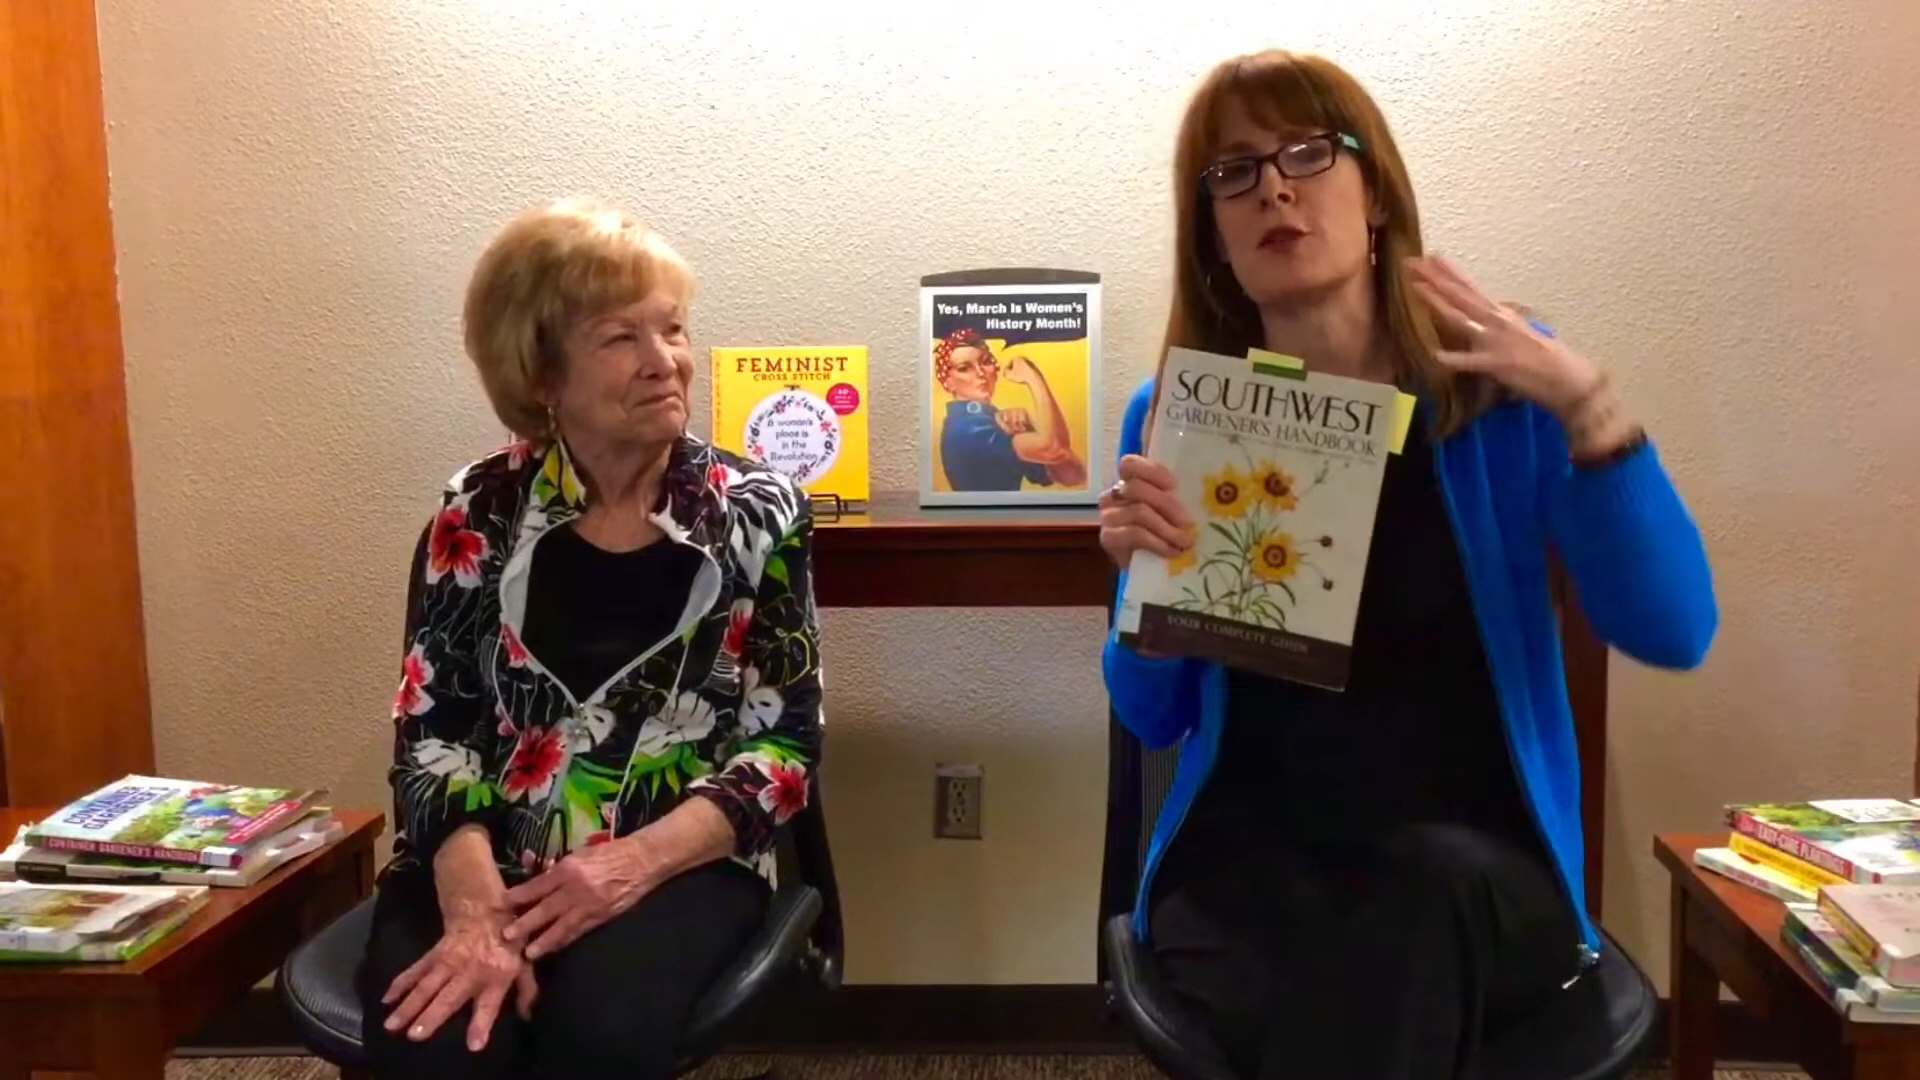 FEMINIST
CROSS STITCH
A woman's
place is
in the
Revolution
Yes, March Is Women's
History Month!
SOUTHWEST
GARDENER'S HANDBOOK
YOUR COMPLETE GUIDE
CONTAINER
GARDENER'S
CONTAINER GARDENER'S HANDBOOK
EASY-CARE PLANTINGS